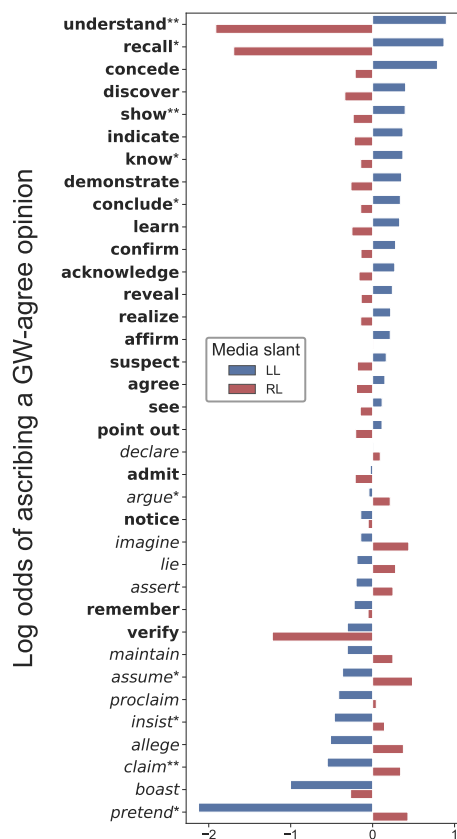 Log odds of ascribing a GW-agree opinion
understand**
recall*
concede
discover
show**
indicate
know*
demonstrate
conclude*
learn
confirm
acknowledge
reveal
realize
affirm
suspect
agree
see
point out
declare
admit
argue*
notice
imagine
lie
assert
remember
verify
maintain
assume*
proclaim
insist*
allege
claim**
boast
pretend*
Media slant
LL
RL
−2 −1 0 1